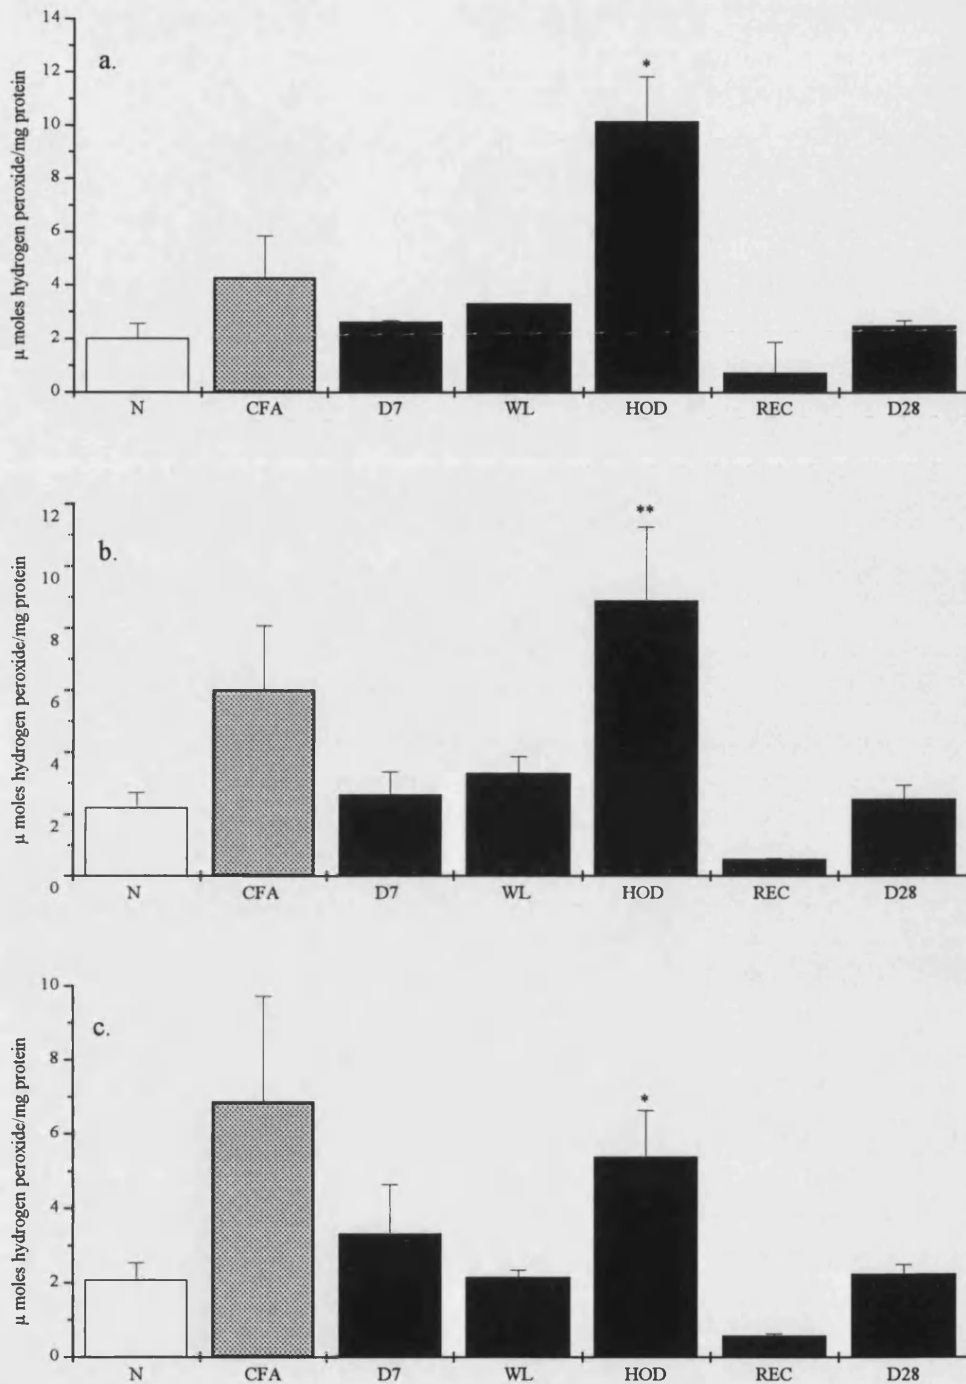 14
12
10
8
6
4
2
0
μ moles hydrogen peroxide/mg protein
a.
*
N CFA D7 WL HOD REC D28
12
10
8
6
4
2
0
μ moles hydrogen peroxide/mg protein
b.
**
N CFA D7 WL HOD REC D28
10
8
6
4
2
0
μ moles hydrogen peroxide/mg protein
c.
*
N CFA D7 WL HOD REC D28